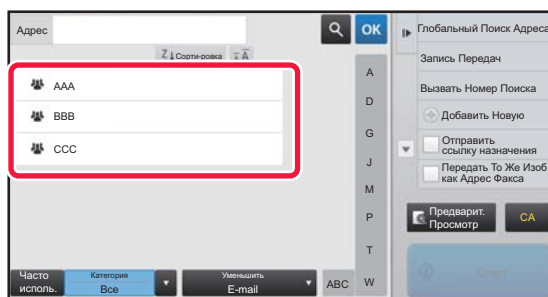 Адрес
OK
Z
Сорти-ровка
A
AAA
BBB
CCC
A
D
G
J
M
P
T
W
Часто
исполь.
Категория
Все
Уменьшить
E-mail
ABC
Глобальный Поиск Адреса
Запись Передач
Вызвать Номер Поиска
Добавить Новую
Отправить
ссылку назначения
Передать То Же Изоб.
как Адрес Факса
Предварит.
Просмотр
CA
Старт